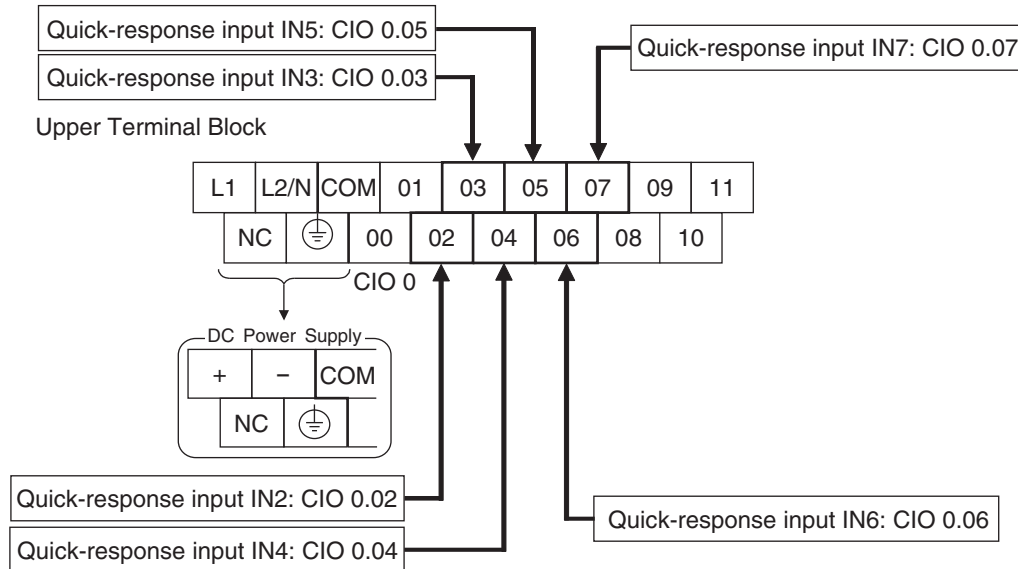 Quick-response input IN5: CIO 0.05
Quick-response input IN7: CIO 0.07
Quick-response input IN3: CIO 0.03
Upper Terminal Block
L1 L2/N COM 01 03 05 07 09 11
NC 00 02 04 06 08 10
CIO 0
DC Power Supply
+ − COM
NC
Quick-response input IN2: CIO 0.02
Quick-response input IN6: CIO 0.06
Quick-response input IN4: CIO 0.04